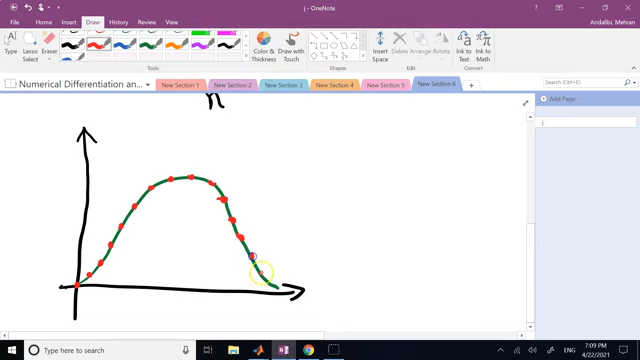 j - OneNote
Andalibi, Mehran
File
Home
Insert
Draw
History
Review
View
Type
Lasso Select
Eraser
Tools
Color & Thickness
Draw with Touch
Shapes
Insert Space
Delete
Arrange
Rotate
Edit
Ink to Text
Ink to Math
Convert
Numerical Differentiation an...
New Section 1
New Section 2
New Section 3
New Section 4
New Section 5
New Section 6
Search (Ctrl+E)
Add Page
j
n
Type here to search
ENG
7:09 PM
4/22/2021